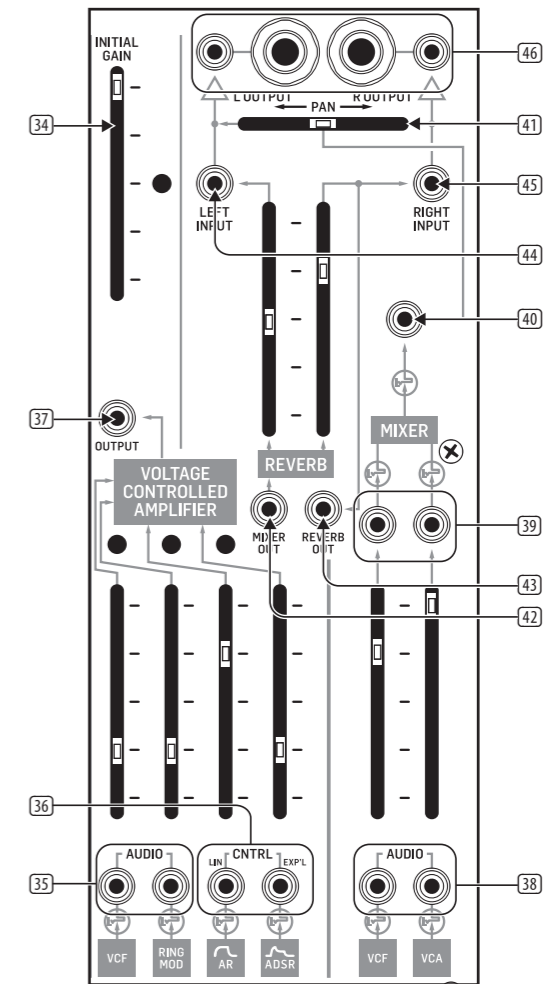 INITIAL
GAIN
L OUTPUT
R OUTPUT
PAN
46
34
41
45
LEFT
INPUT
RIGHT
INPUT
44
40
37
OUTPUT
MIXER
REVERB
VOLTAGE
CONTROLLED
AMPLIFIER
MIXER
OUT
REVERB
OUT
39
43
42
36
35
AUDIO
LIN
CNTRL
EXP'L
AUDIO
38
VCF
RING
MOD
AR
ADSR
VCF
VCA